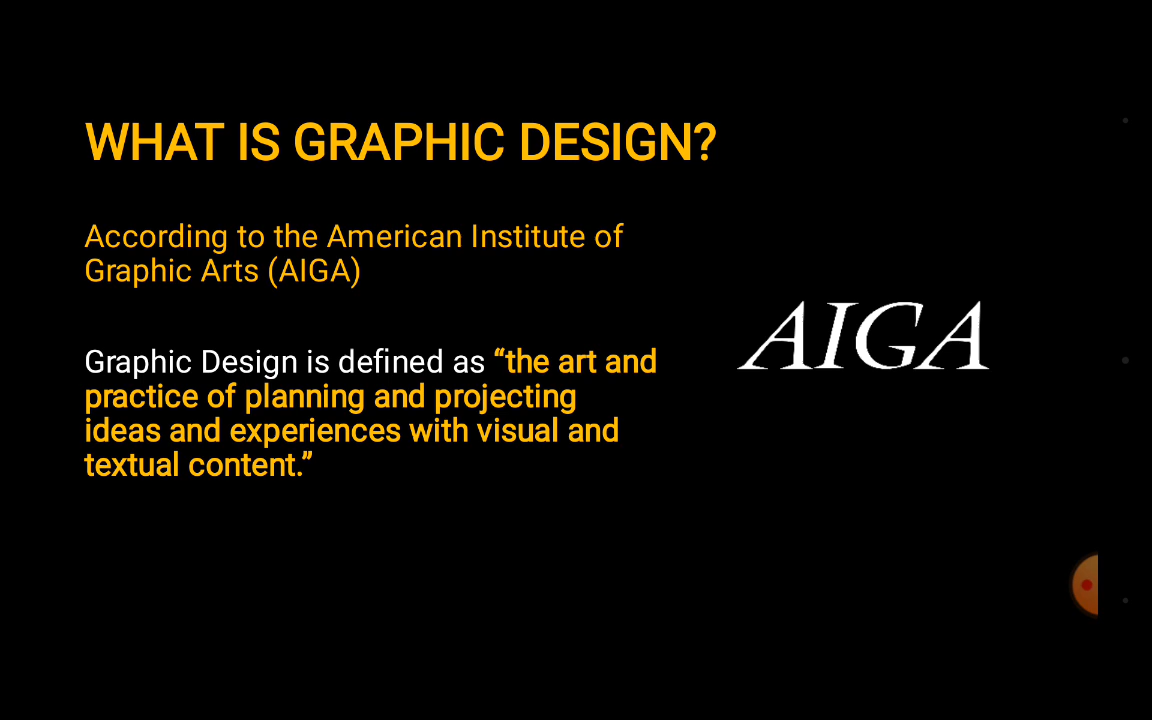 WHAT IS GRAPHIC DESIGN?
According to the American Institute of
Graphic Arts (AIGA)
Graphic Design is defined as “the art and
practice of planning and projecting
ideas and experiences with visual and
textual content.”
AIGA